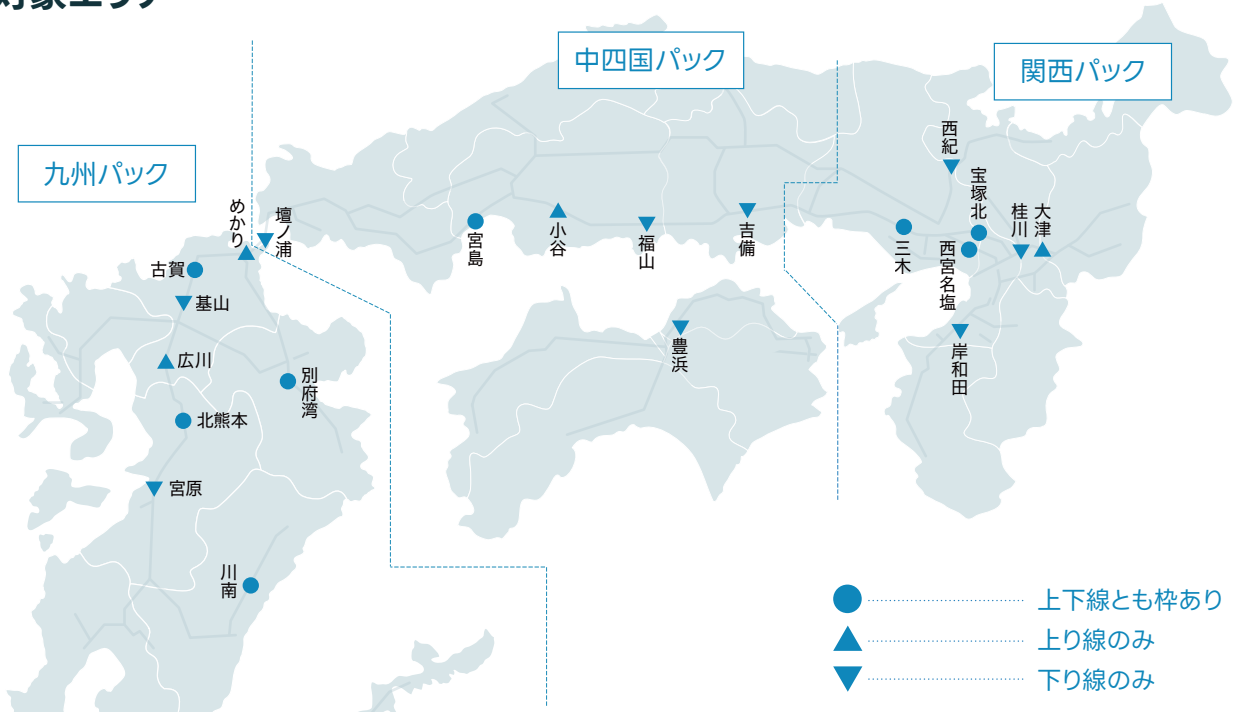 対象エリア
中四国パック
関西パック
九州パック
西紀
宝塚北
桂川
大津
めかり
壇ノ浦
宮島
小谷
福山
吉備
三木
西宮名塩
古賀
基山
豊浜
岸和田
広川
別府湾
北熊本
宮原
川南
上下線とも枠あり
上り線のみ
下り線のみ